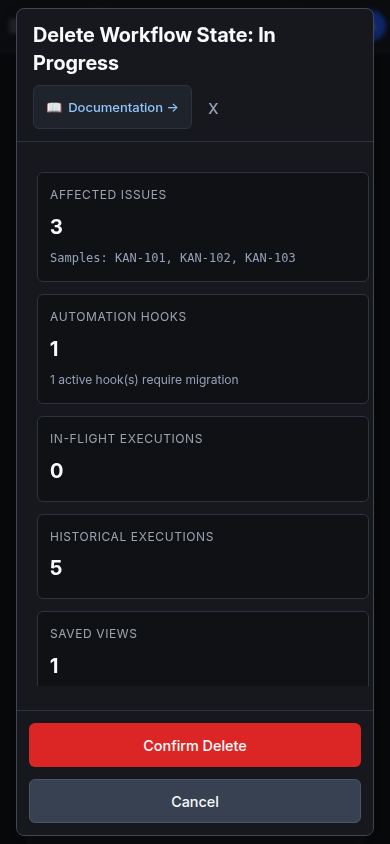 Delete Workflow State: In
Progress
📖 Documentation →
X
AFFECTED ISSUES
3
Samples: KAN-101, KAN-102, KAN-103
AUTOMATION HOOKS
1
1 active hook(s) require migration
IN-FLIGHT EXECUTIONS
0
HISTORICAL EXECUTIONS
5
SAVED VIEWS
1
Confirm Delete
Cancel